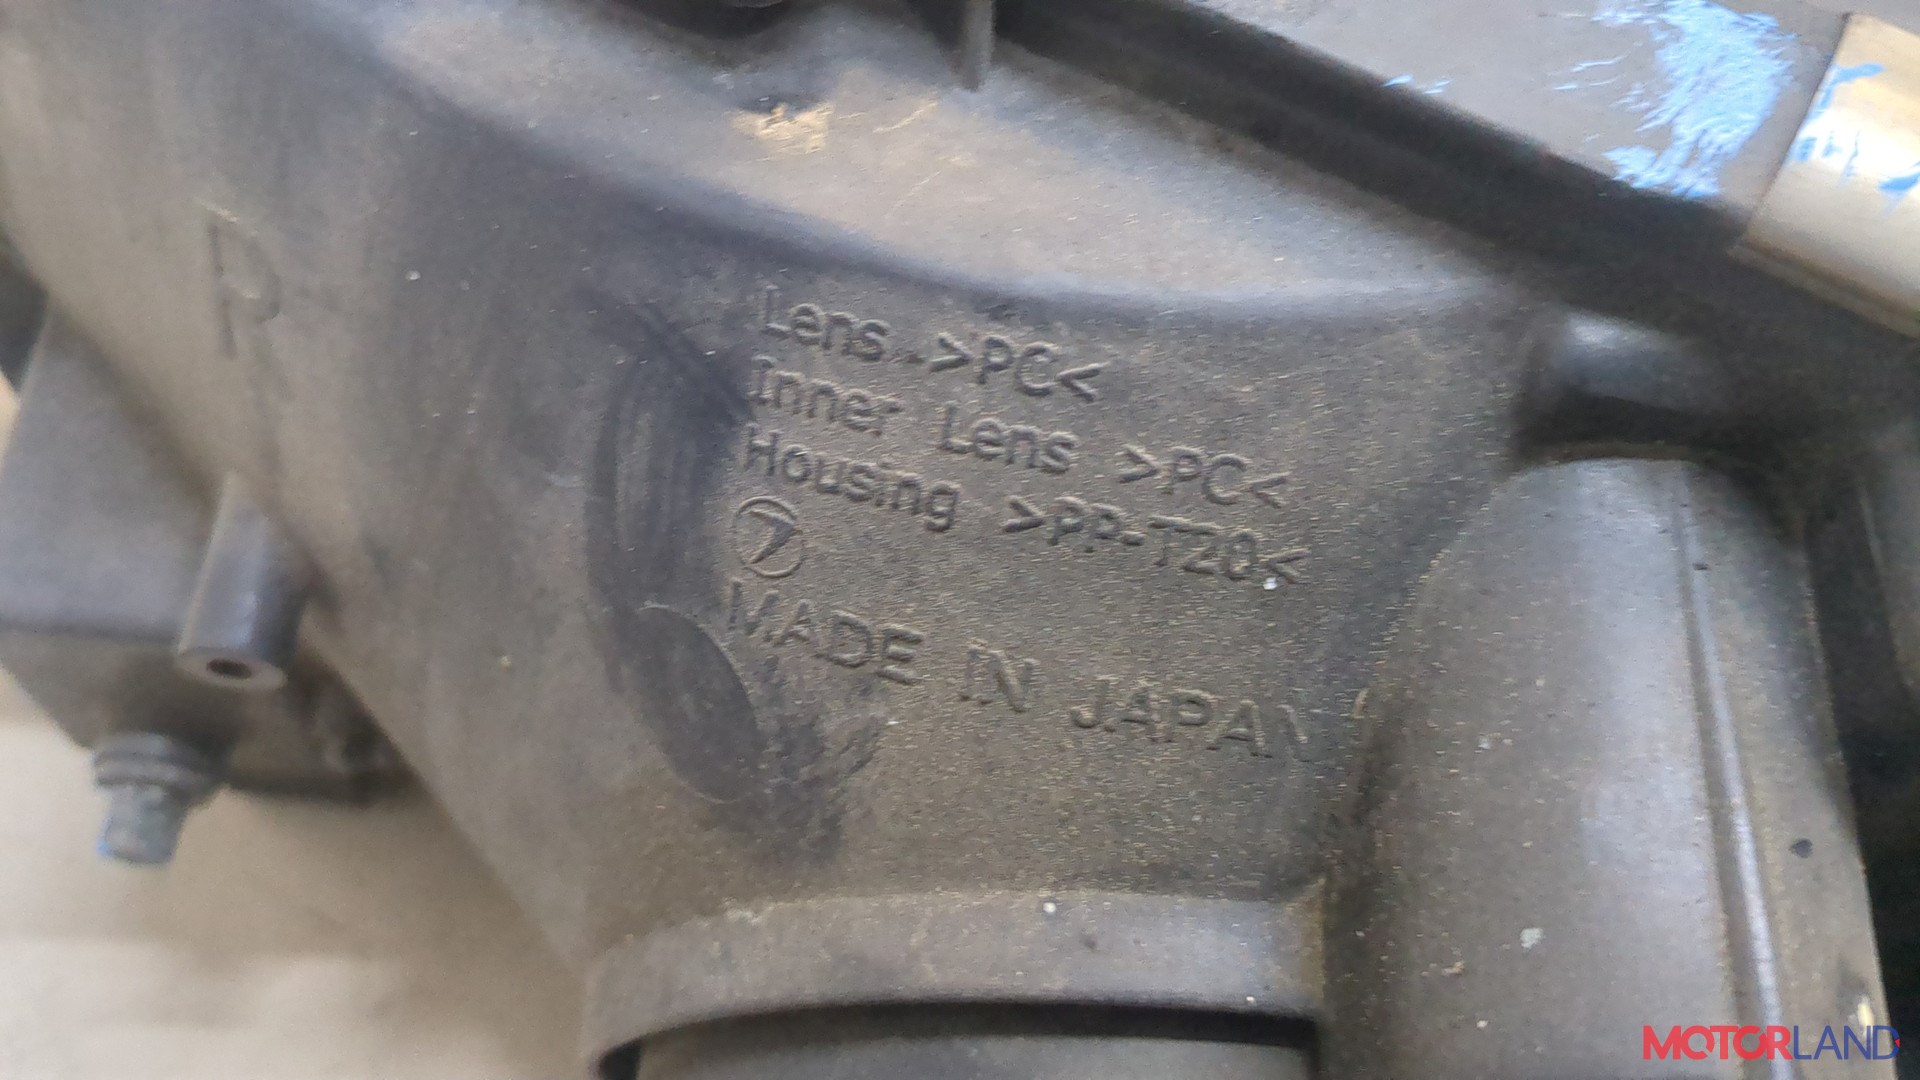 P
Lens >PC<
Inner Lens >PC<
Housing >PP-T20<
MADE IN JAPAN
MOTORLAND